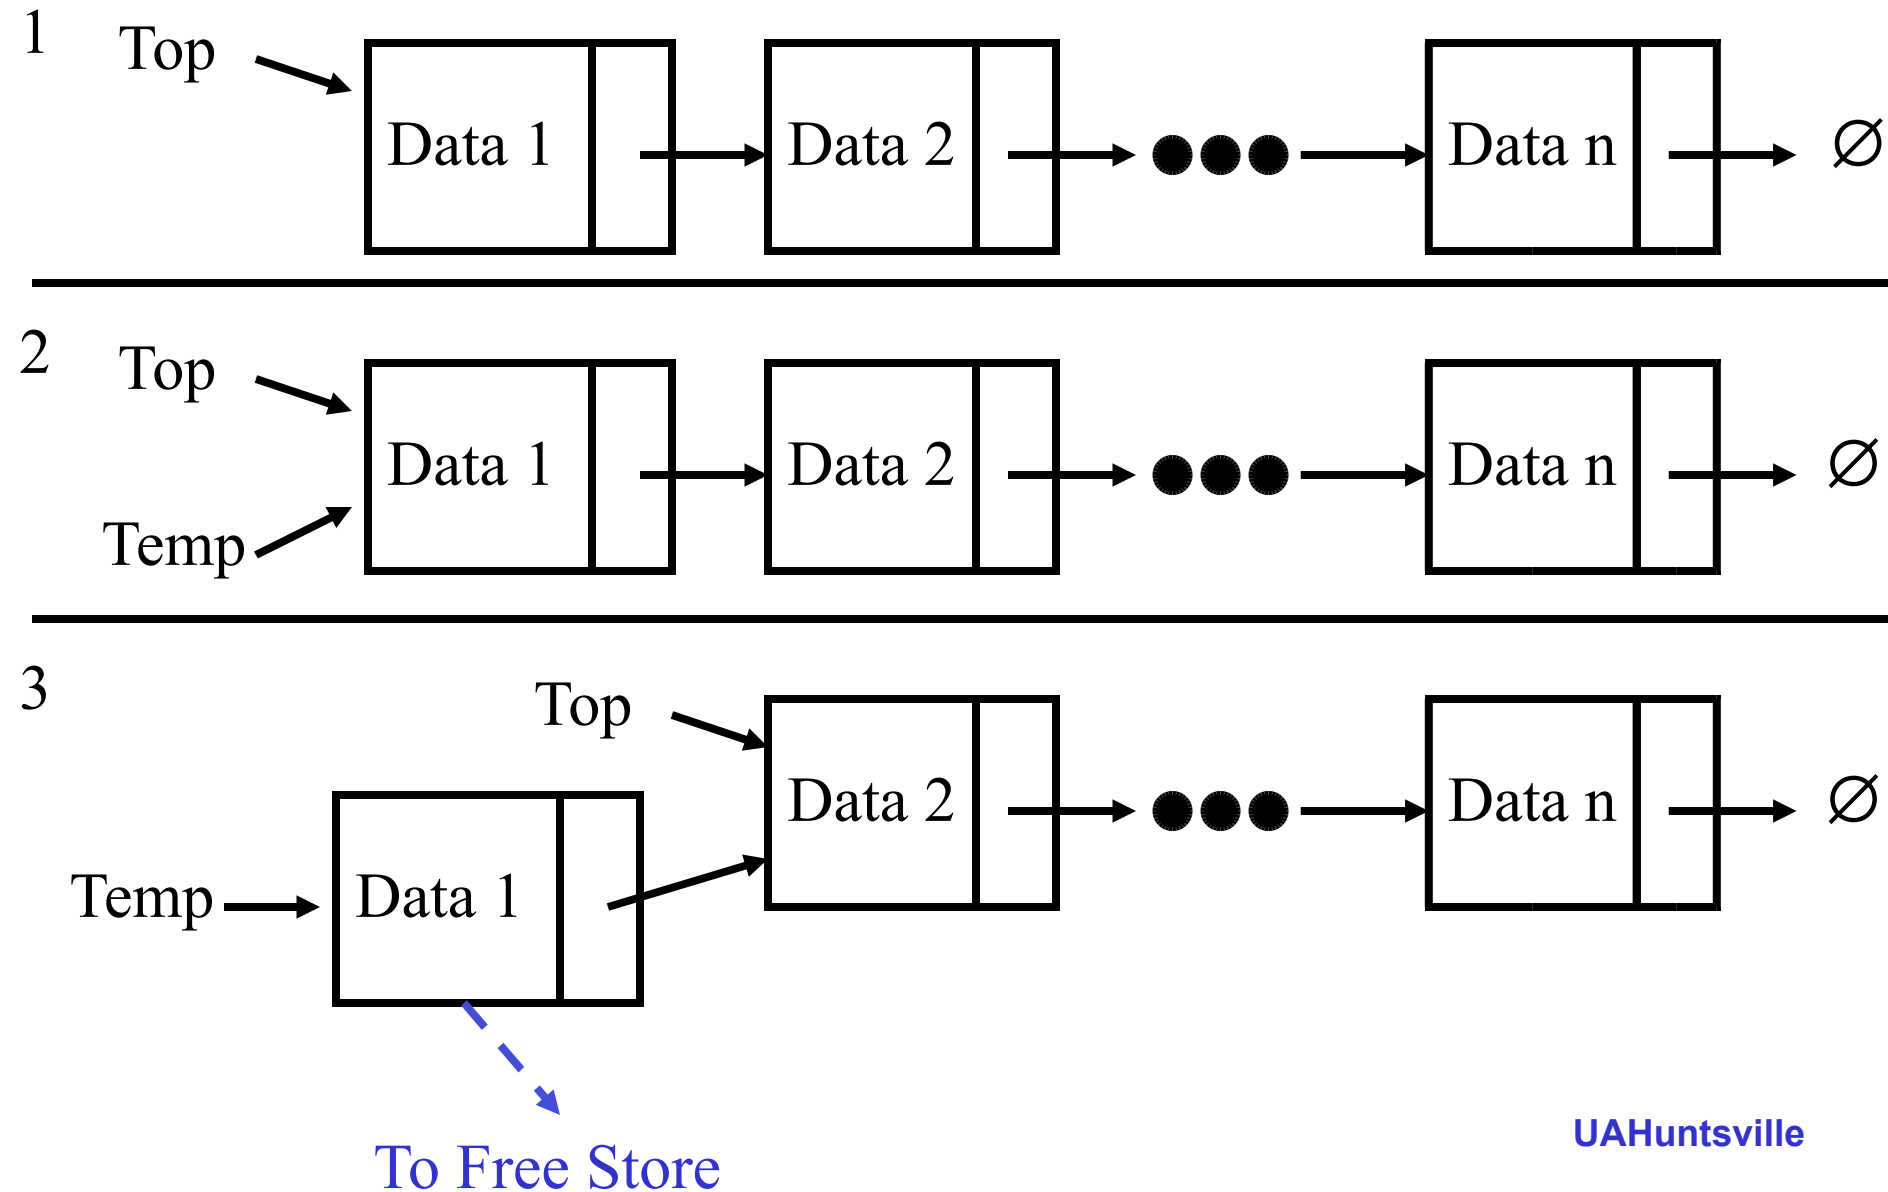 1
Top
Data 1 Data 2 Data n ∅
2
Top
Data 1 Data 2 Data n ∅
Temp
3
Top
Data 2 Data n ∅
Temp Data 1
To Free Store
UAHuntsville